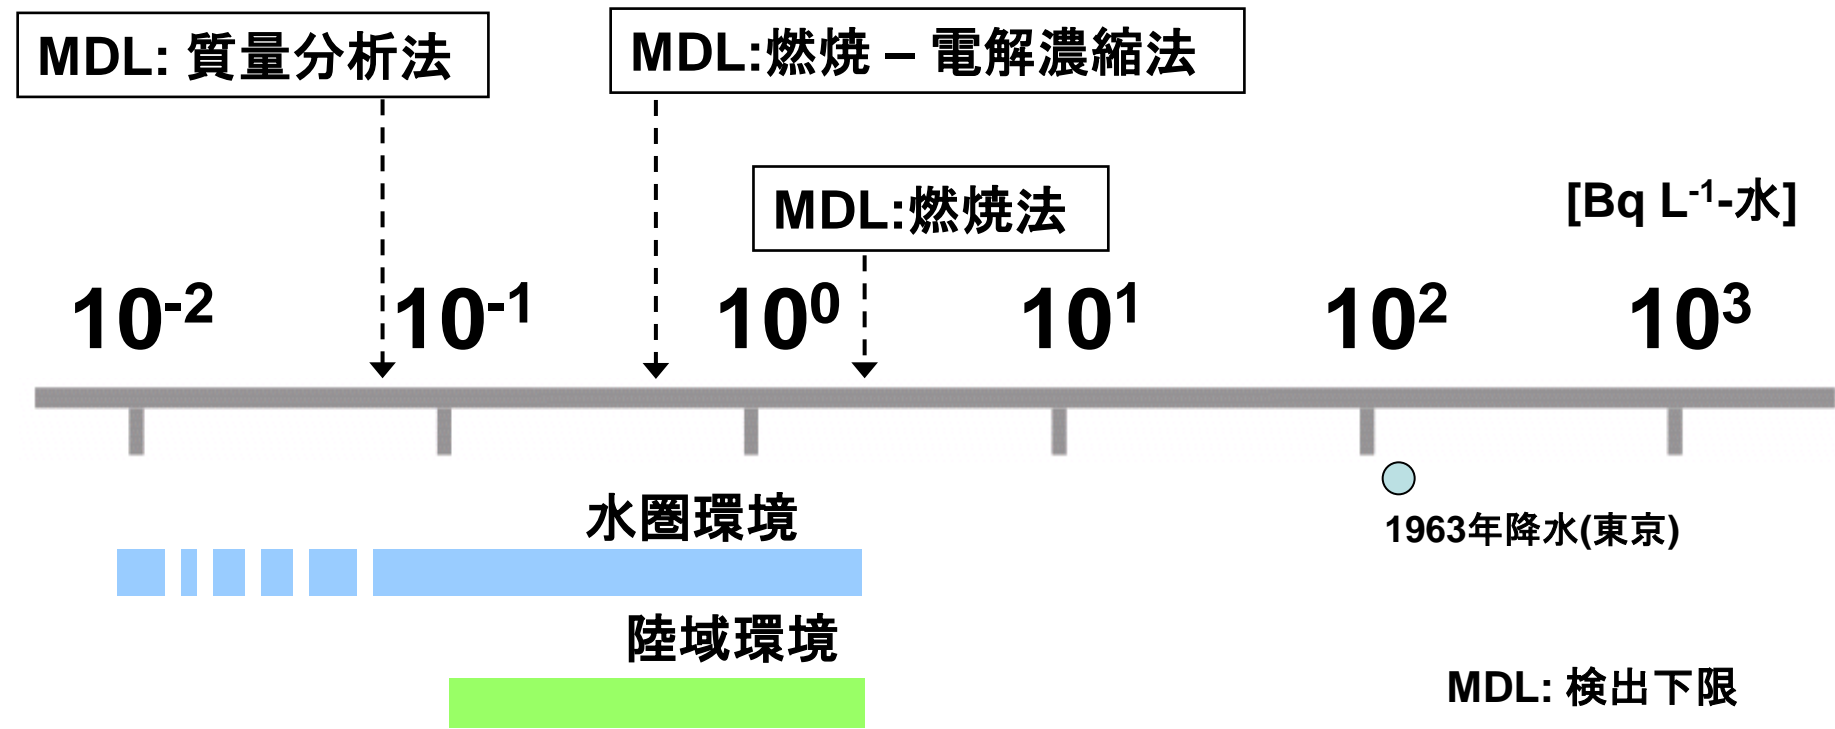 MDL: 質量分析法
MDL:燃焼 – 電解濃縮法
MDL:燃焼法
[Bq L⁻¹-水]
10⁻² 10⁻¹ 10⁰ 10¹ 10² 10³
水圏環境
1963年降水(東京)
陸域環境
MDL: 検出下限